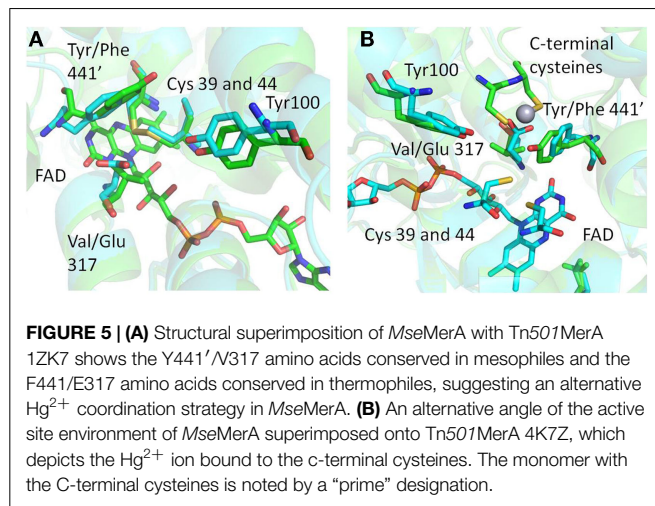 A
Tyr/Phe
441'
Cys 39 and 44
Tyr100
FAD
Val/Glu
317
B
C-terminal
cysteines
Tyr100
Tyr/Phe 441'
Val/Glu 317
Cys 39 and 44
FAD
FIGURE 5 | (A) Structural superimposition of MseMerA with Tn501MerA
1ZK7 shows the Y441′/V317 amino acids conserved in mesophiles and the
F441/E317 amino acids conserved in thermophiles, suggesting an alternative
Hg²⁺ coordination strategy in MseMerA. (B) An alternative angle of the active
site environment of MseMerA superimposed onto Tn501MerA 4K7Z, which
depicts the Hg²⁺ ion bound to the c-terminal cysteines. The monomer with
the C-terminal cysteines is noted by a “prime” designation.